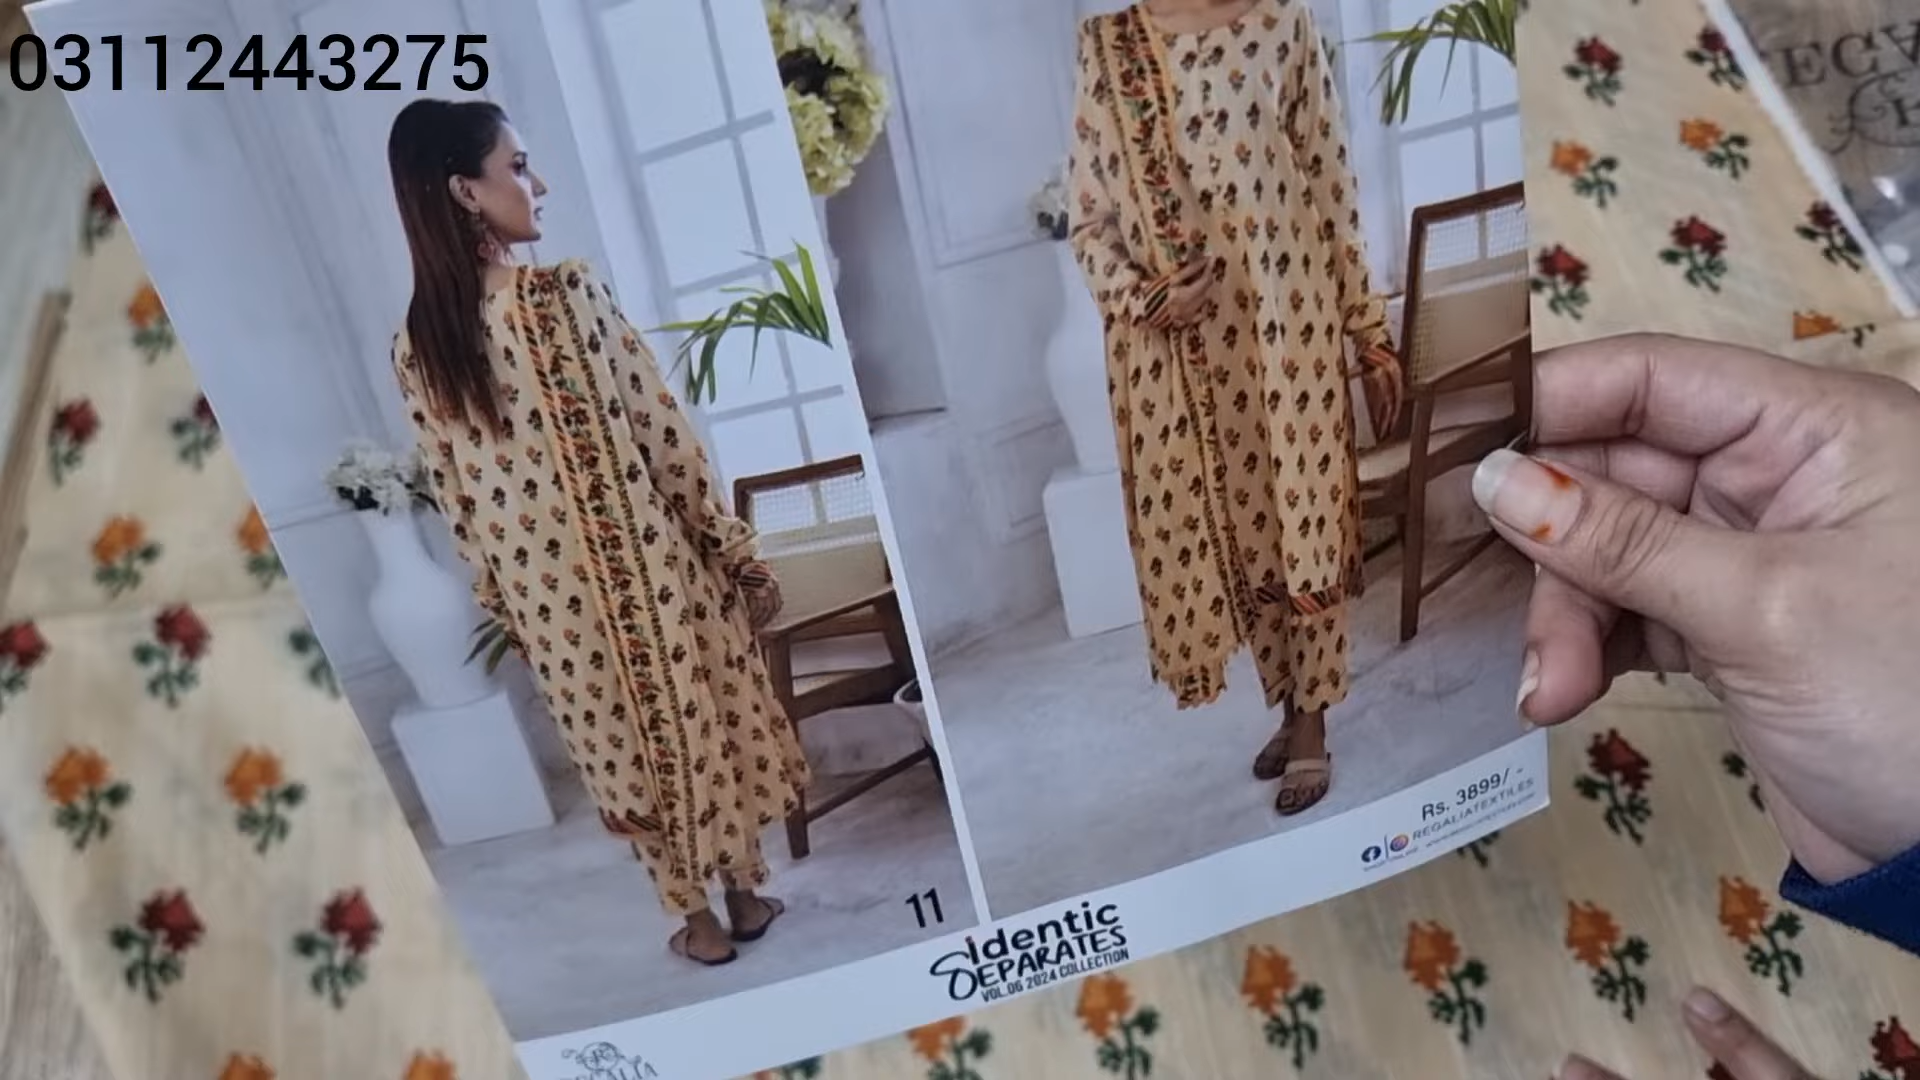 03112443275
11
Identic
SEPARATES
VOL.06 2024 COLLECTION
Rs. 3899/-
REGALIATEXTILES